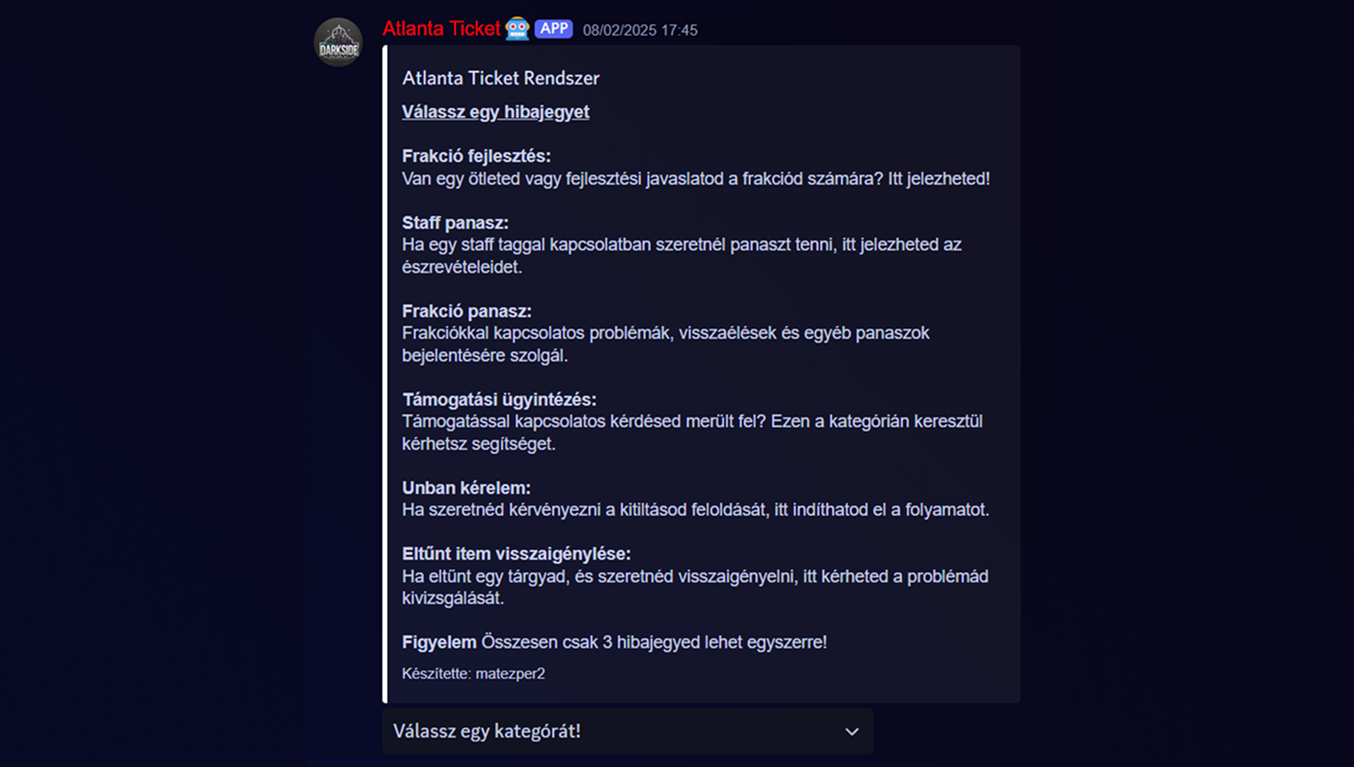 DARKSIDE
Atlanta Ticket 🤖 APP 08/02/2025 17:45
Atlanta Ticket Rendszer
Válassz egy hibajegyet
Frakció fejlesztés:
Van egy ötleted vagy fejlesztési javaslatod a frakciód számára? Itt jelezheted!
Staff panasz:
Ha egy staff taggal kapcsolatban szeretnél panaszt tenni, itt jelezheted az
észrevételeidet.
Frakció panasz:
Frakciókkal kapcsolatos problémák, visszaélések és egyéb panaszok
bejelentésére szolgál.
Támogatási ügyintézés:
Támogatással kapcsolatos kérdésed merült fel? Ezen a kategórián keresztül
kérhetsz segítséget.
Unban kérelem:
Ha szeretnéd kérvényezni a kitiltásod feloldását, itt indíthatod el a folyamatot.
Eltűnt item visszaigénylése:
Ha eltűnt egy tárgyad, és szeretnéd visszaigényelni, itt kérheted a problémád
kivizsgálását.
Figyelem Összesen csak 3 hibajegyed lehet egyszerre!
Készítette: matezper2
Válassz egy kategórát!